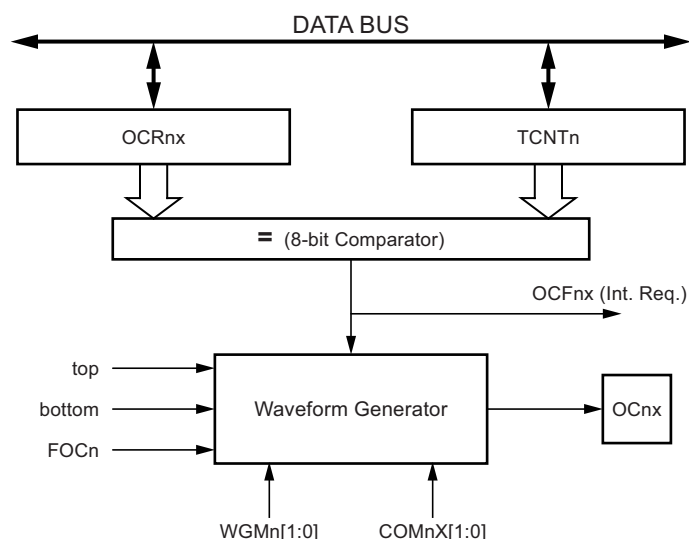 DATA BUS
OCRnx
TCNTn
= (8-bit Comparator)
OCFnx (Int. Req.)
top
bottom
FOCn
Waveform Generator
OCnx
WGMn[1:0]
COMnX[1:0]